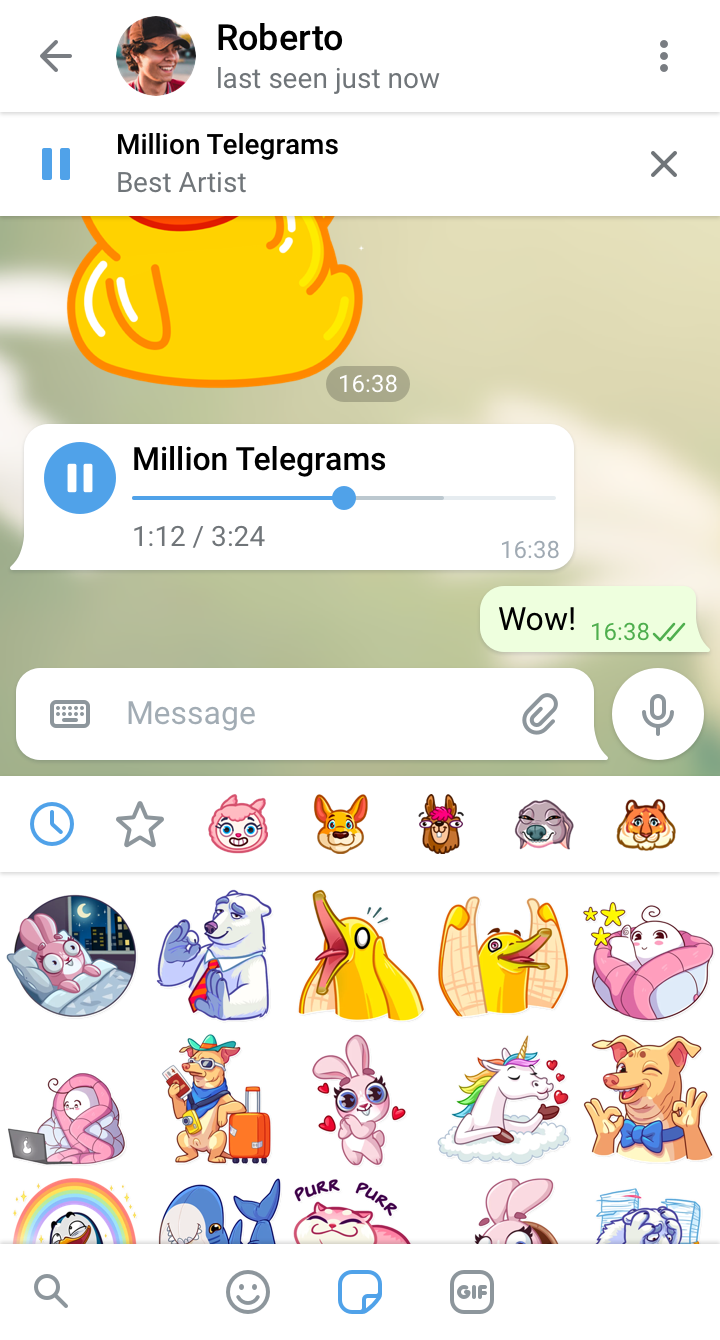 Roberto
last seen just now
Million Telegrams
Best Artist
16:38
Million Telegrams
1:12 / 3:24
16:38
Wow!
16:38
Message
PURR PURR
GIF